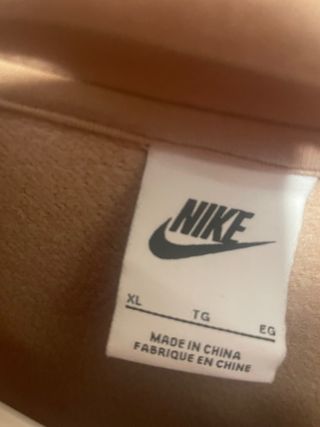 NIKE
XL TG EG
MADE IN CHINA
FABRIQUE EN CHINE